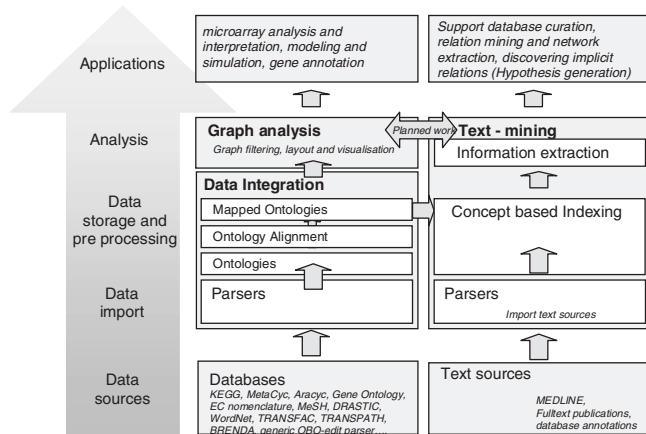 Applications
microarray analysis and
interpretation, modeling and
simulation, gene annotation
Support database curation,
relation mining and network
extraction, discovering implicit
relations (Hypothesis generation)
Analysis
Graph analysis
Graph filtering, layout and visualisation
Planned work
Text - mining
Information extraction
Data
storage and
pre processing
Data Integration
Mapped Ontologies
Ontology Alignment
Ontologies
Concept based Indexing
Data
import
Parsers
Parsers
Import text sources
Data
sources
Databases
KEGG, MetaCyc, Aracyc, Gene Ontology,
EC nomenclature, MeSH, DRASTIC,
WordNet, TRANSFAC, TRANSPATH,
BRENDA, generic OBO-edit parser....
Text sources
MEDLINE,
Fulltext publications,
database annotations